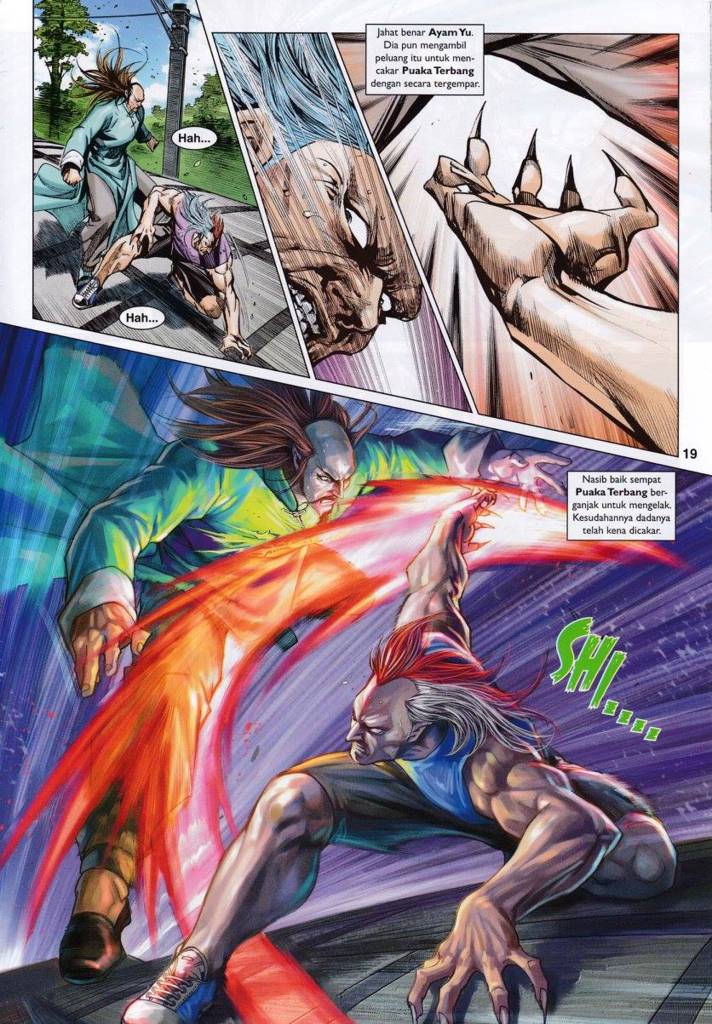 Jahat benar Ayam Yu.
Dia pun mengambil
peluang itu untuk men-
cakar Puaka Terbang
dengan secara tergempar.
Hah...
Hah...
19
Nasib baik sempat
Puaka Terbang ber-
ganjak untuk mengelak.
Kesudahannya dadanya
telah kena dicakar.
SHI....